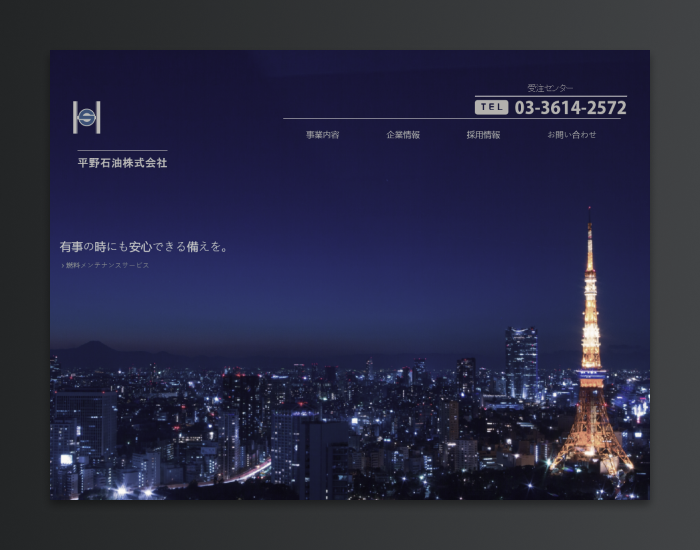 受注センター
TEL 03-3614-2572
事業内容 企業情報 採用情報 お問い合わせ
平野石油株式会社
有事の時にも安心できる備えを。
› 燃料メンテナンスサービス